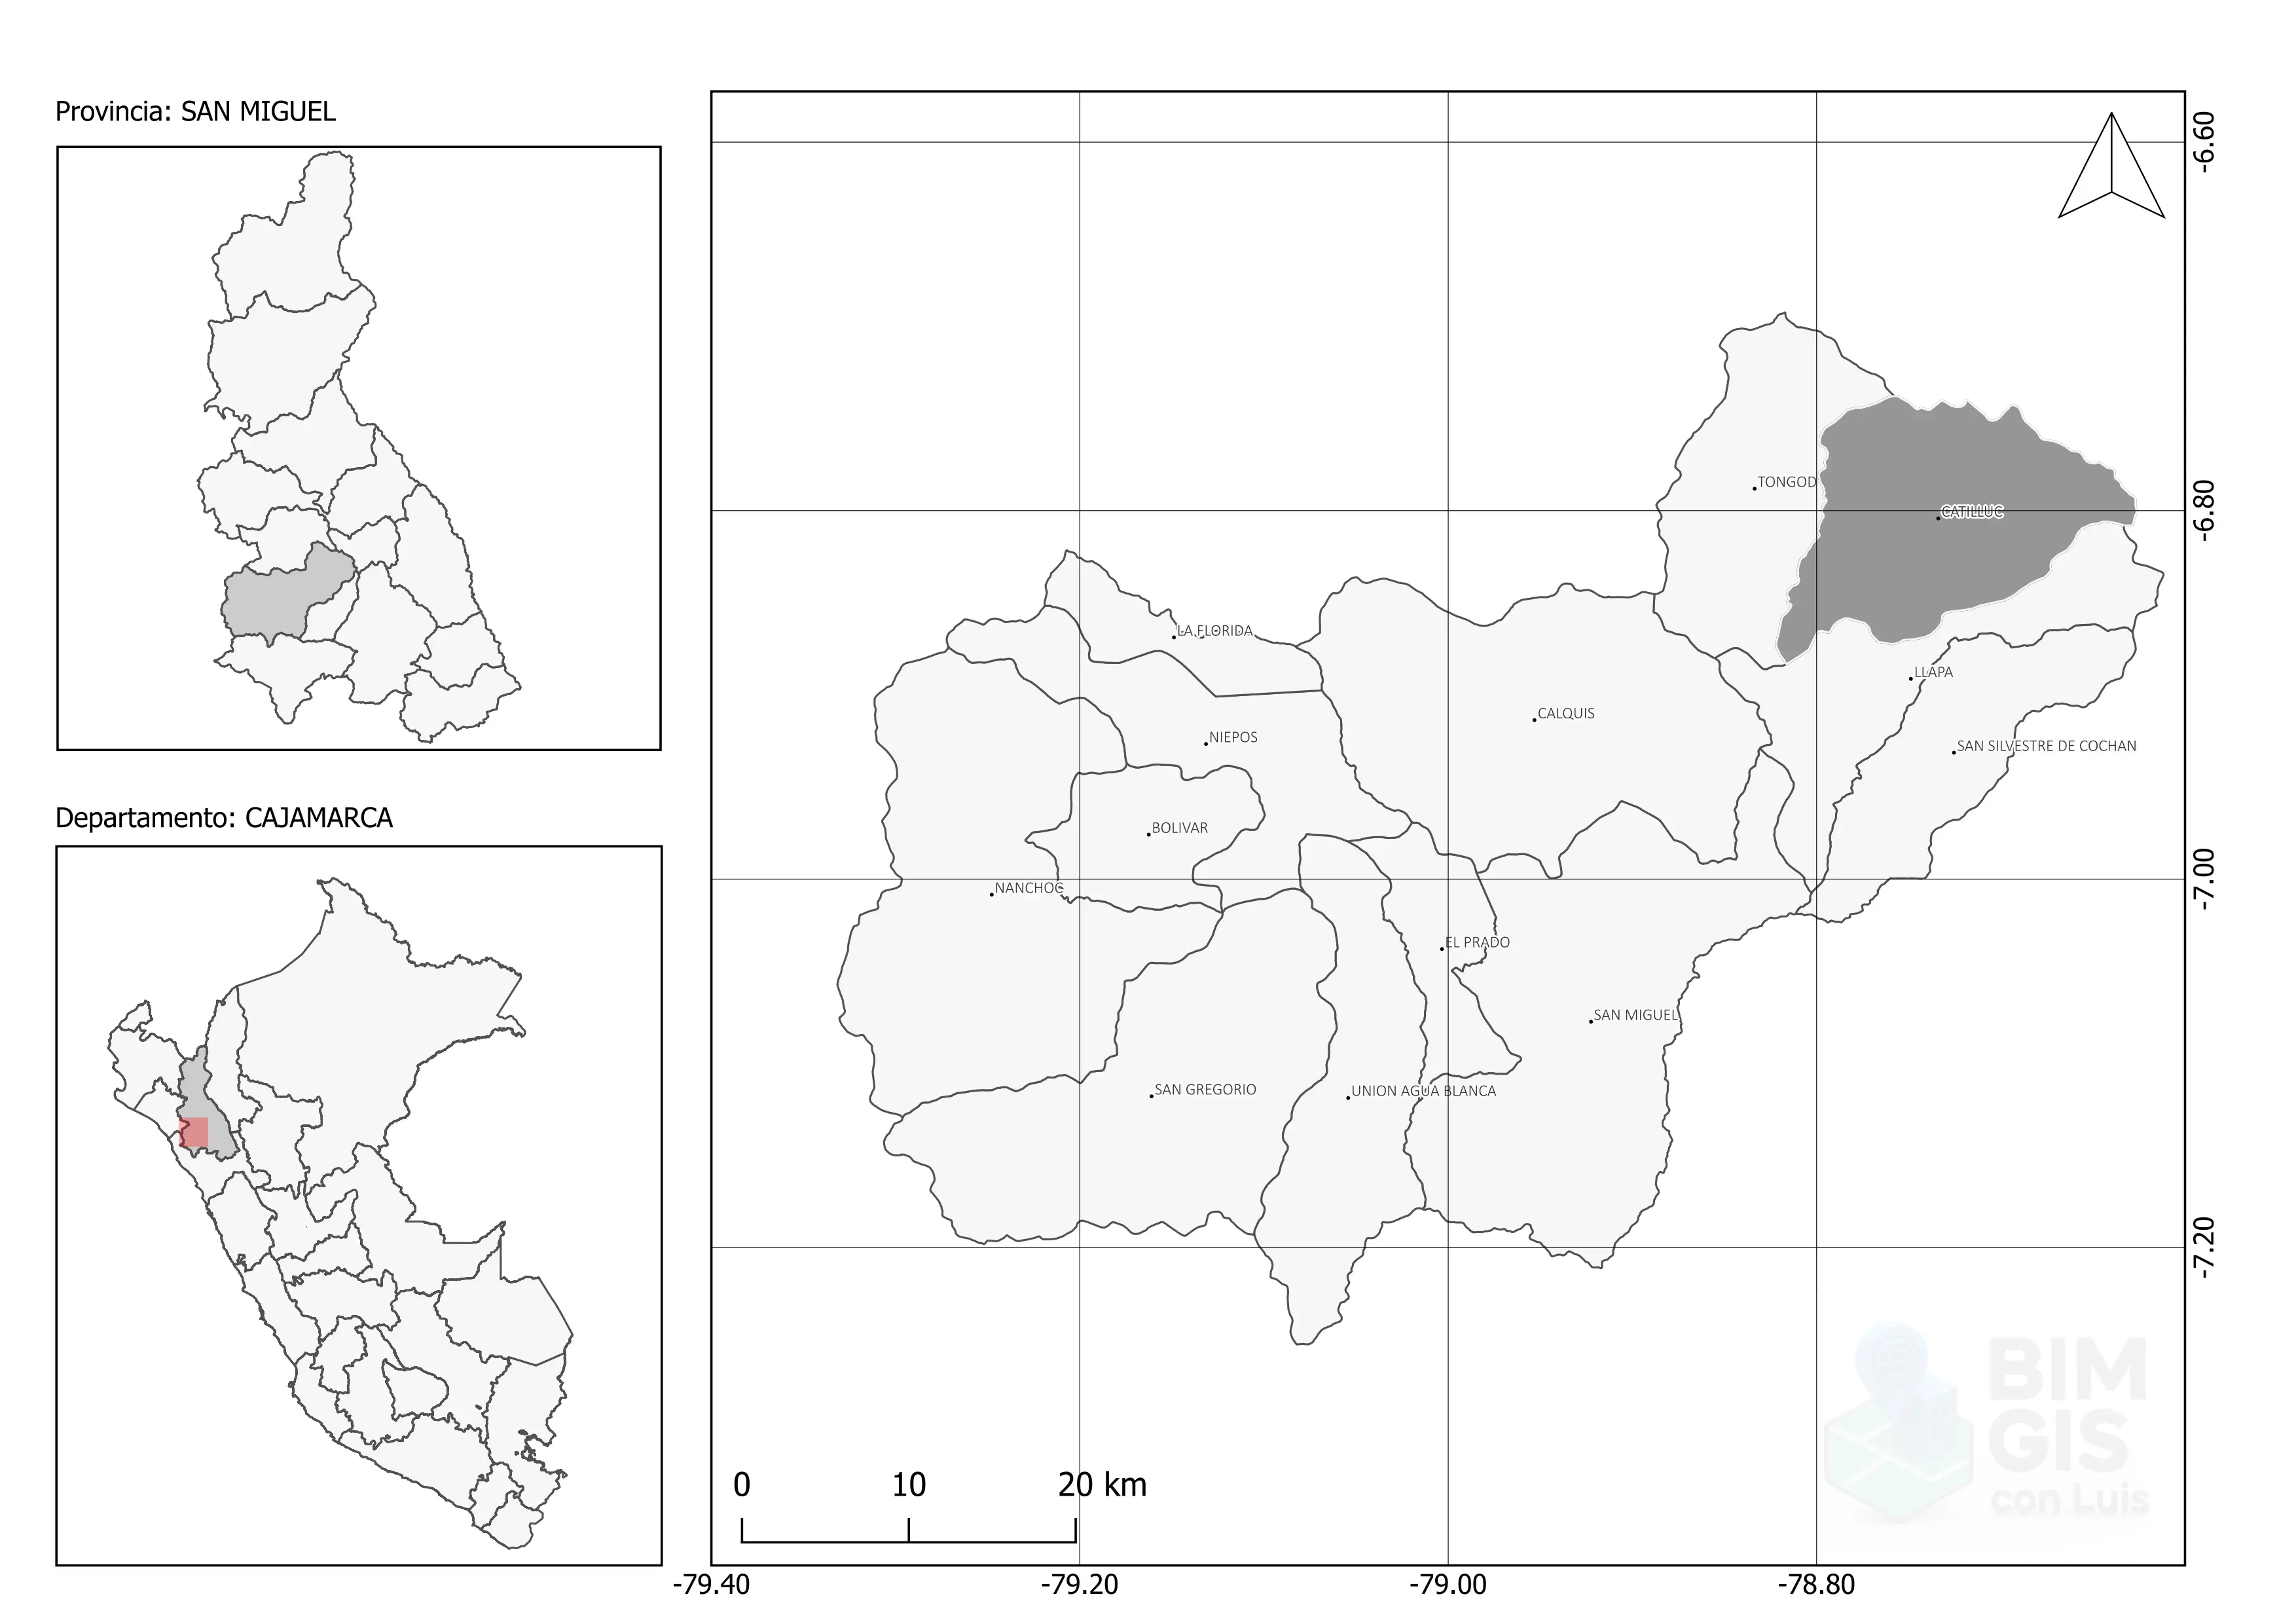 Provincia: SAN MIGUEL
Departamento: CAJAMARCA
-6.60
TONGOD
-6.80
CATILLUC
LA FLORIDA
LLAPA
CALQUIS
NIEPOS
SAN SILVESTRE DE COCHAN
BOLIVAR
-7.00
NANCHOC
EL PRADO
SAN MIGUEL
SAN GREGORIO
UNION AGUA BLANCA
-7.20
BIM
GIS
con Luis
0 10 20 km
-79.40 -79.20 -79.00 -78.80